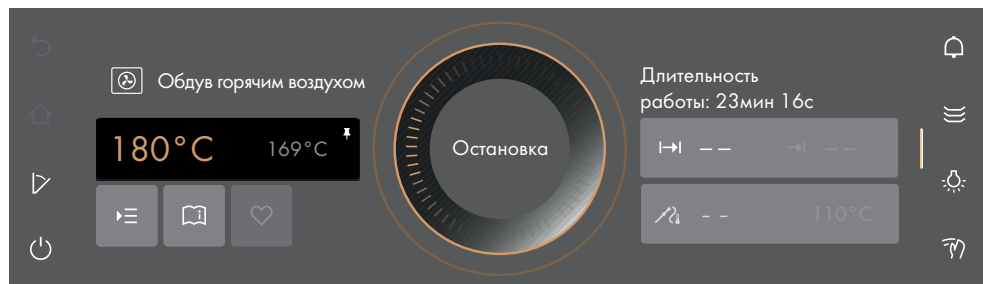 Обдув горячим воздухом
180°C 169°C
Остановка
Длительность
работы: 23мин 16с
-- --
-- 110°C